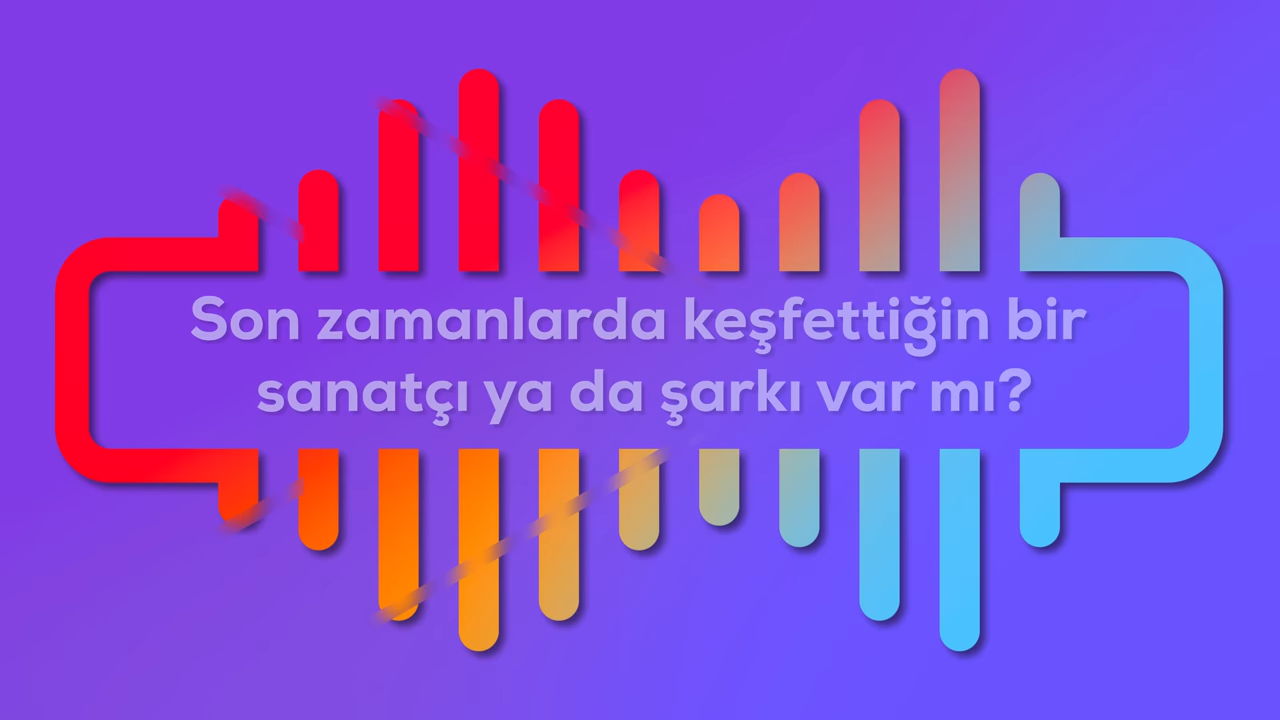 Son zamanlarda keşfettiğin bir
sanatçı ya da şarkı var mı?